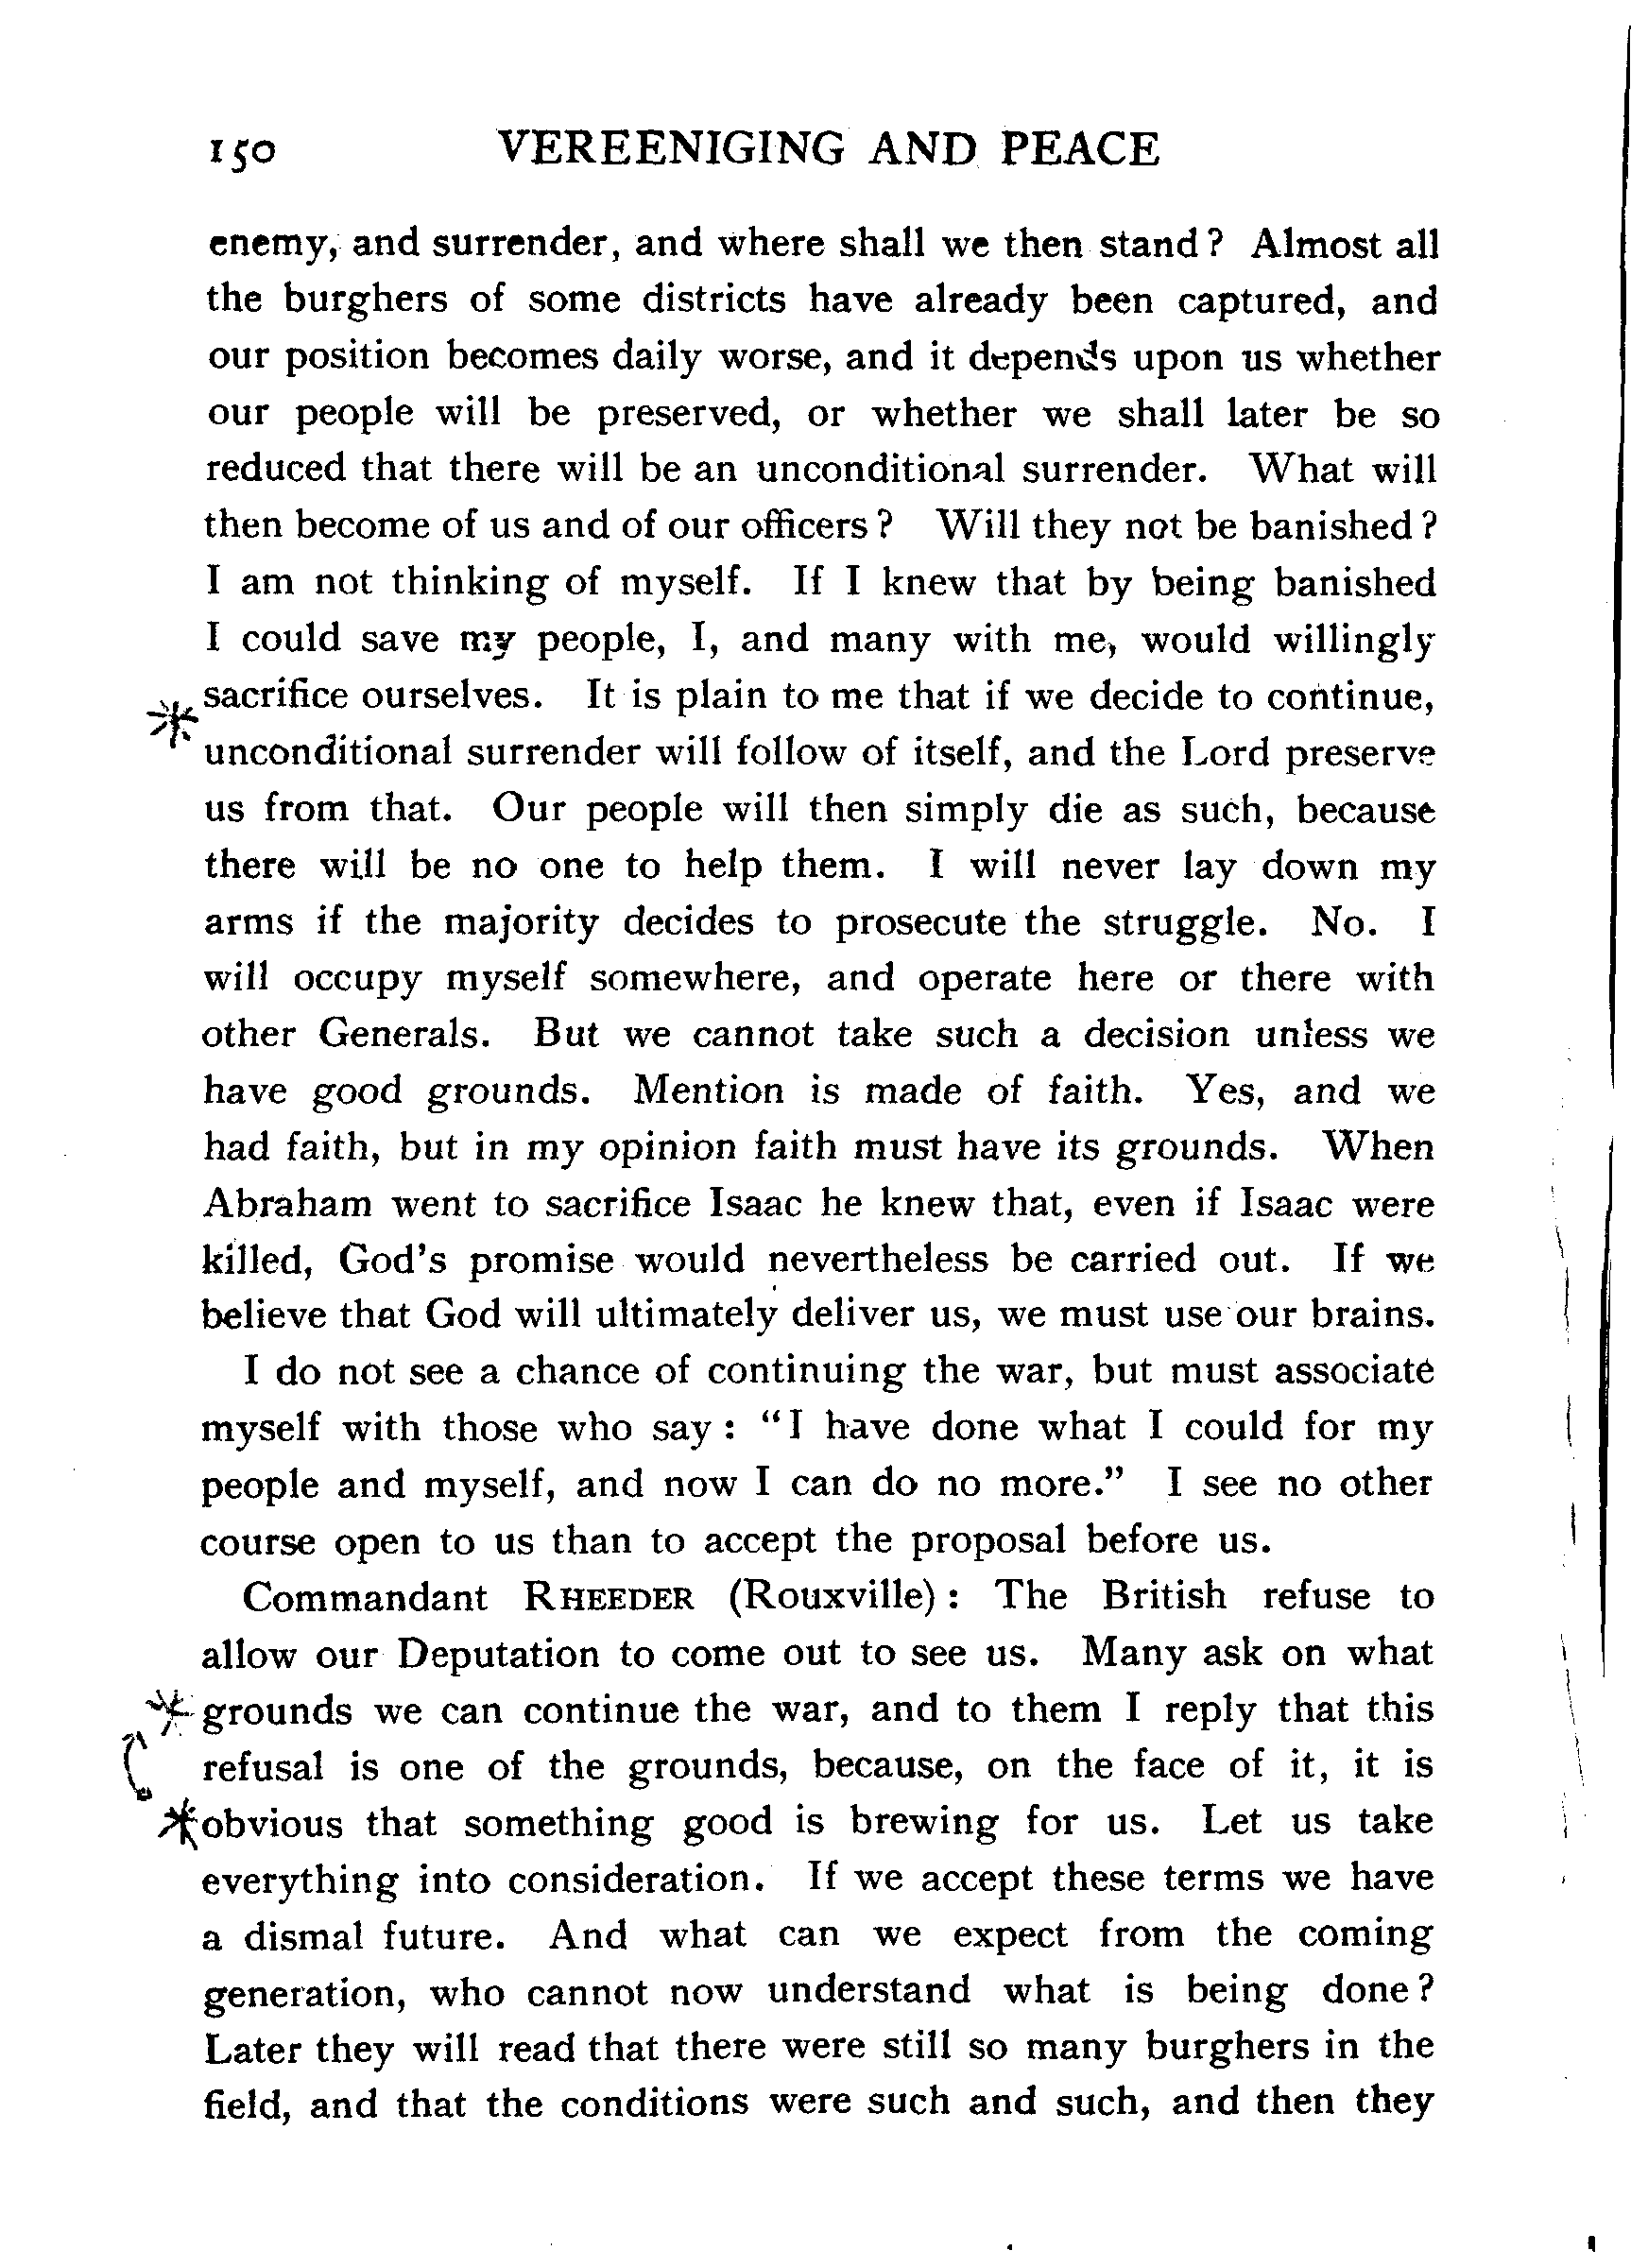 150 VEREENIGING AND PEACE
enemy, and surrender, and where shall we then stand? Almost all
the burghers of some districts have already been captured, and
our position becomes daily worse, and it depends upon us whether
our people will be preserved, or whether we shall later be so
reduced that there will be an unconditional surrender. What will
then become of us and of our officers? Will they not be banished?
I am not thinking of myself. If I knew that by being banished
I could save my people, I, and many with me, would willingly
sacrifice ourselves. It is plain to me that if we decide to continue,
unconditional surrender will follow of itself, and the Lord preserve
us from that. Our people will then simply die as such, because
there will be no one to help them. I will never lay down my
arms if the majority decides to prosecute the struggle. No. I
will occupy myself somewhere, and operate here or there with
other Generals. But we cannot take such a decision unless we
have good grounds. Mention is made of faith. Yes, and we
had faith, but in my opinion faith must have its grounds. When
Abraham went to sacrifice Isaac he knew that, even if Isaac were
killed, God's promise would nevertheless be carried out. If we
believe that God will ultimately deliver us, we must use our brains.
I do not see a chance of continuing the war, but must associate
myself with those who say: "I have done what I could for my
people and myself, and now I can do no more." I see no other
course open to us than to accept the proposal before us.
Commandant RHEEDER (Rouxville): The British refuse to
allow our Deputation to come out to see us. Many ask on what
grounds we can continue the war, and to them I reply that this
refusal is one of the grounds, because, on the face of it, it is
obvious that something good is brewing for us. Let us take
everything into consideration. If we accept these terms we have
a dismal future. And what can we expect from the coming
generation, who cannot now understand what is being done?
Later they will read that there were still so many burghers in the
field, and that the conditions were such and such, and then they